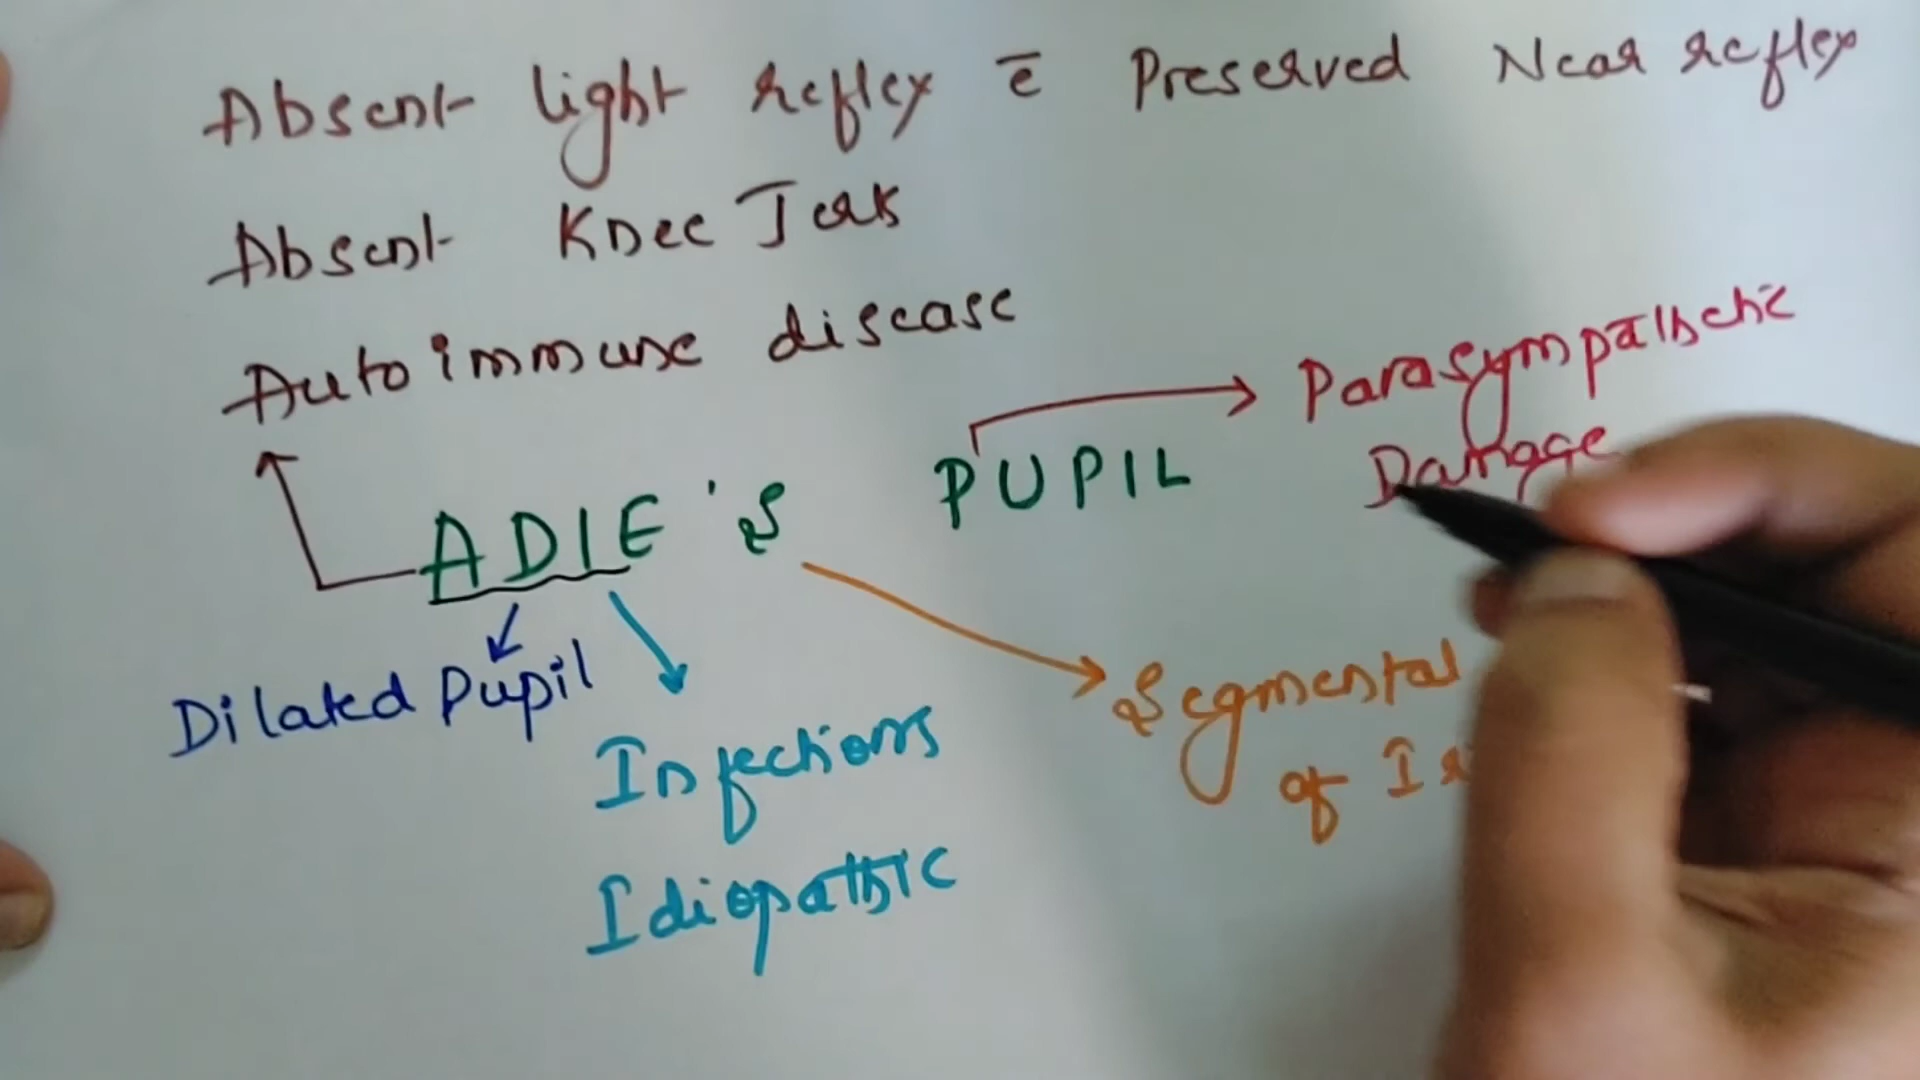 Absent light reflex c̄ Preserved Near reflex
Absent Knee Jerk
Autoimmune disease
Parasympathetic
Damage
ADIE's PUPIL
Dilated Pupil
Segmental
of
Infections
Idiopathic